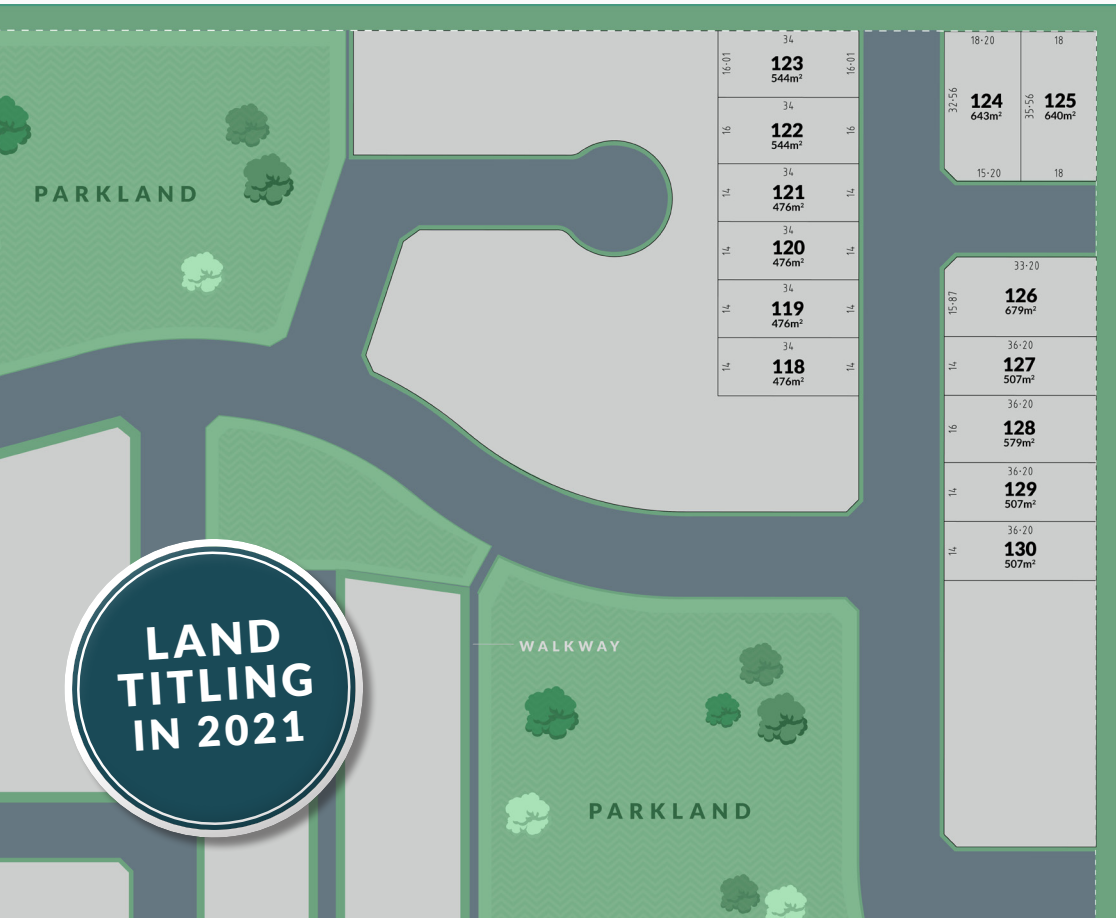 34
16·01
123
544m²
16·01
34
16
122
544m²
16
34
14
121
476m²
14
34
14
120
476m²
14
34
14
119
476m²
14
34
14
118
476m²
14
18·20
32·56
124
643m²
15·20
18
35·56
125
640m²
18
33·20
15·87
126
679m²
36·20
14
127
507m²
36·20
16
128
579m²
36·20
14
129
507m²
36·20
14
130
507m²
PARKLAND
LAND
TITLING
IN 2021
WALKWAY
PARKLAND